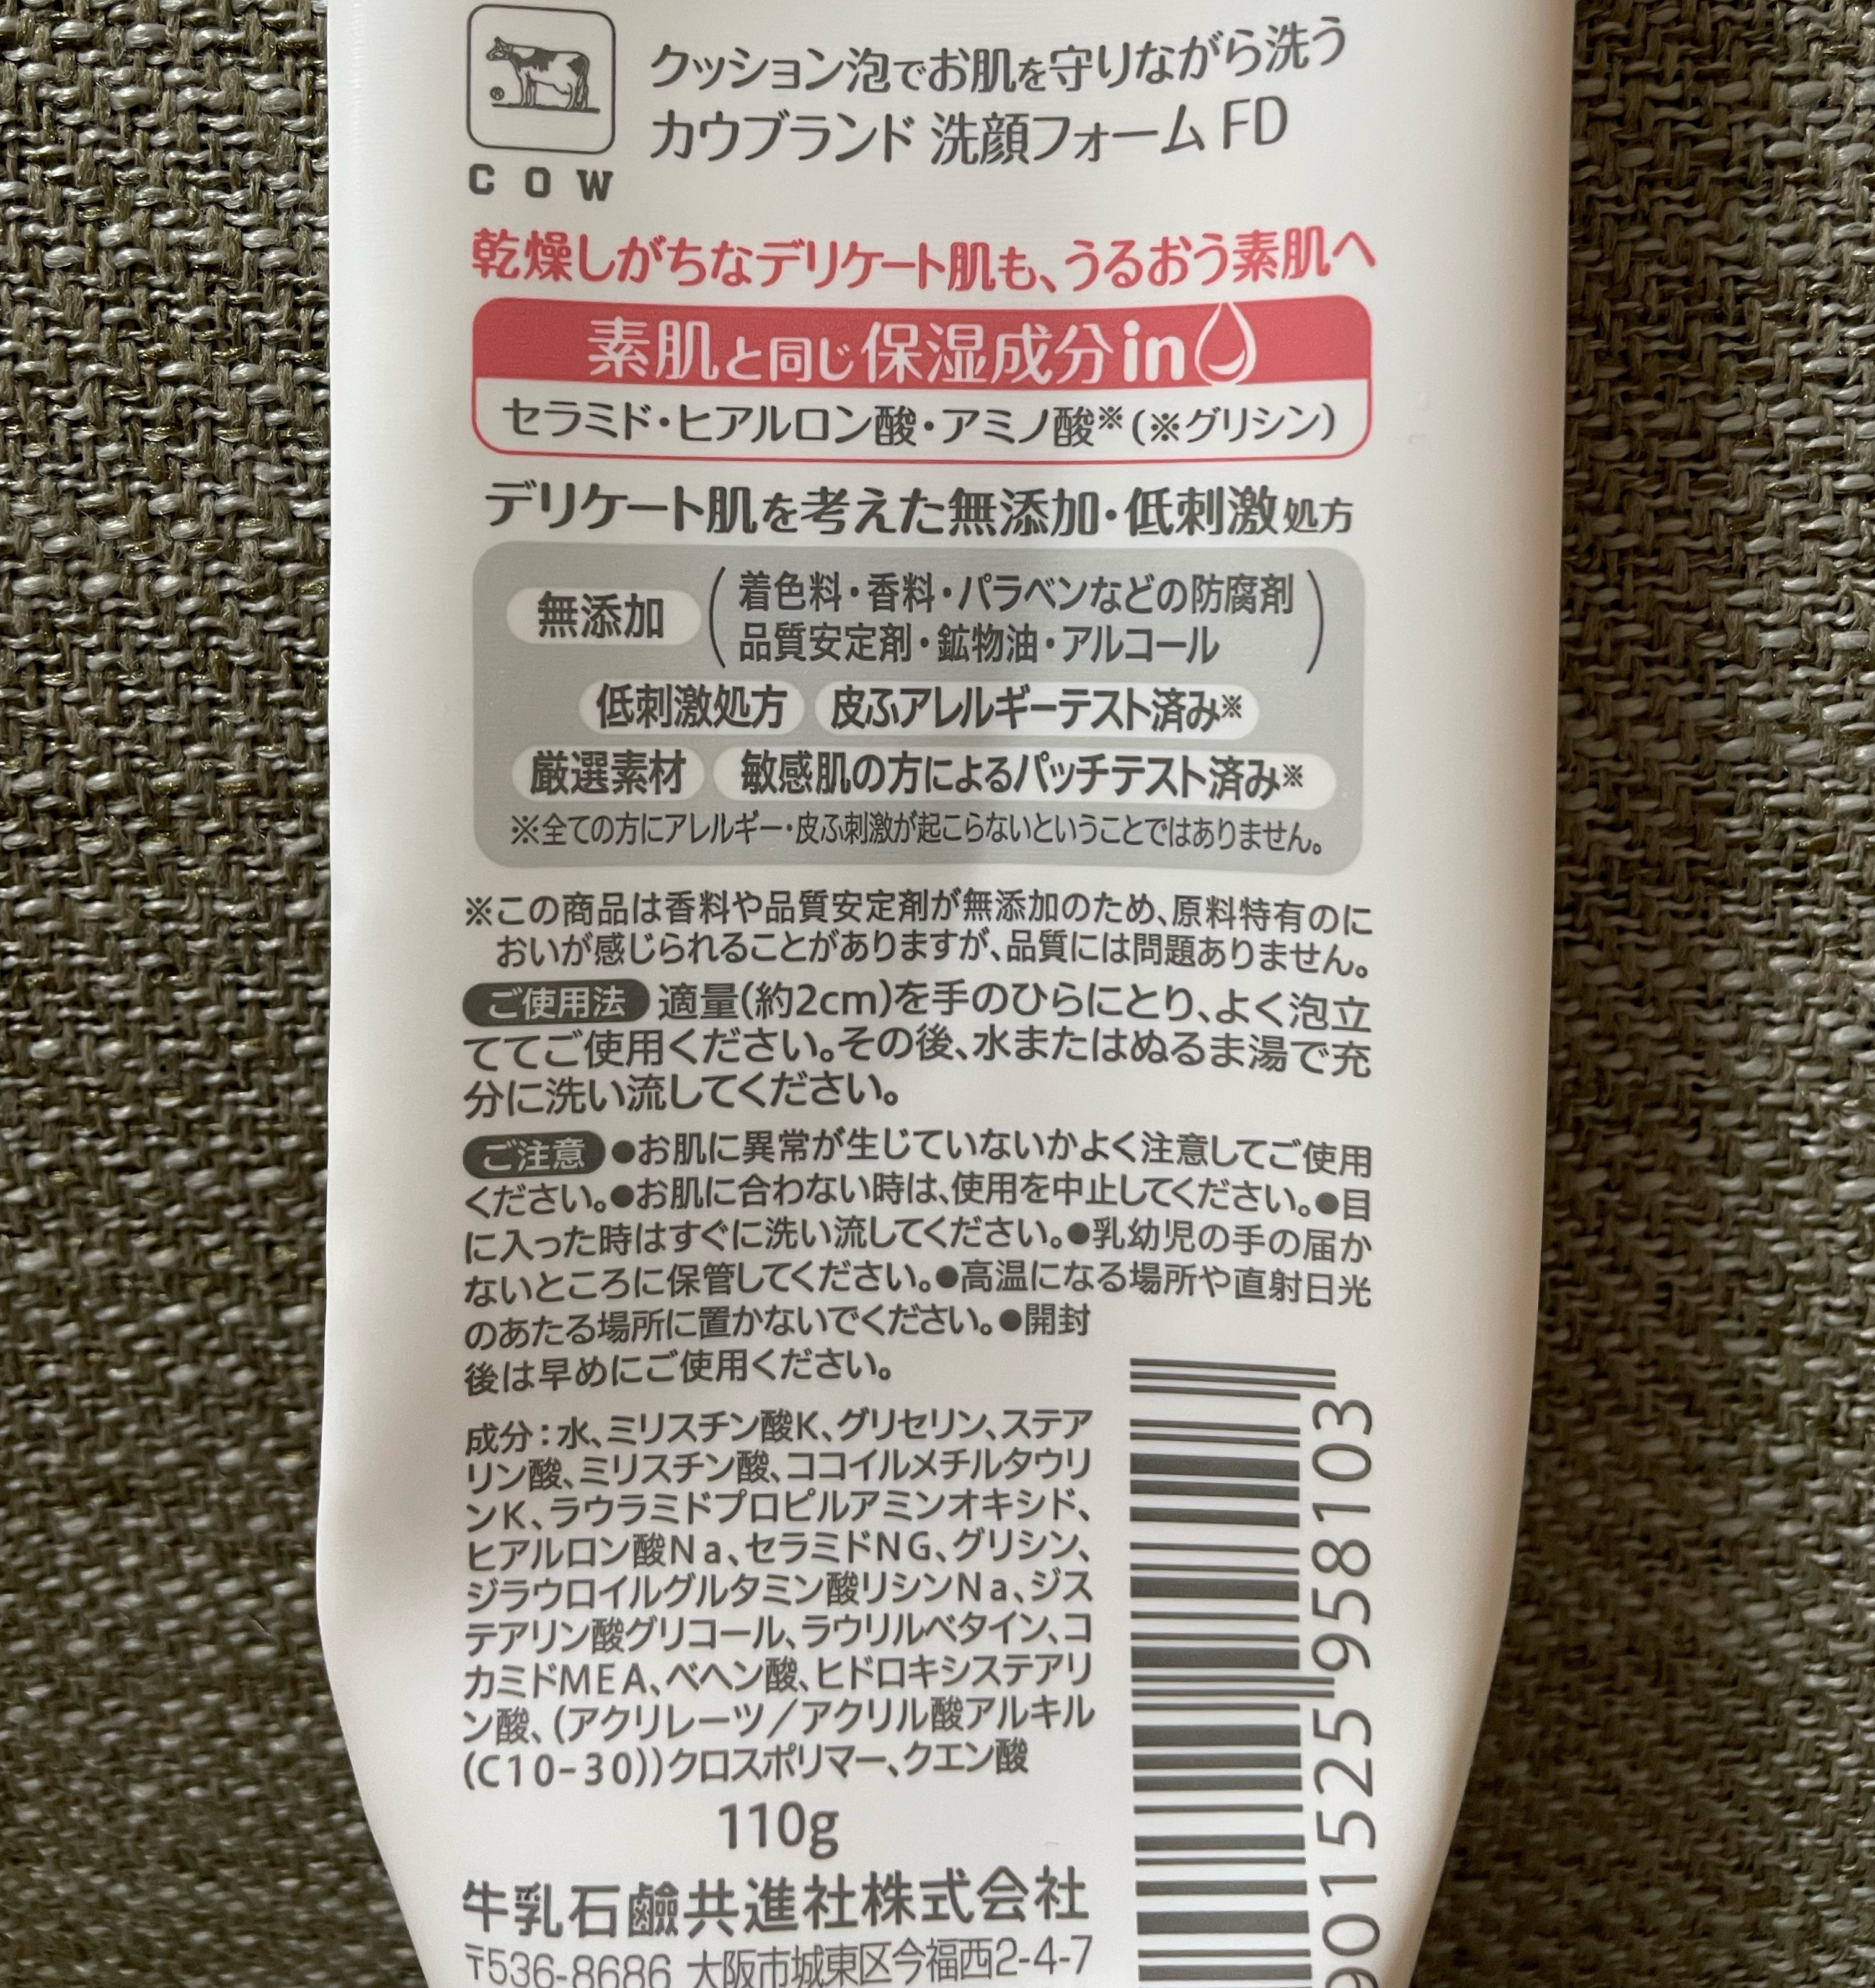 クッション泡でお肌を守りながら洗う
カウブランド 洗顔フォーム FD
®
COW
乾燥しがちなデリケート肌も、うるおう素肌へ
素肌と同じ保湿成分in
セラミド・ヒアルロン酸・アミノ酸※(※グリシン)
デリケート肌を考えた無添加・低刺激処方
無添加 (着色料・香料・パラベンなどの防腐剤
品質安定剤・鉱物油・アルコール)
低刺激処方 皮ふアレルギーテスト済み※
厳選素材 敏感肌の方によるパッチテスト済み※
※全ての方にアレルギー・皮ふ刺激が起こらないということではありません。
※この商品は香料や品質安定剤が無添加のため、原料特有のに
おいが感じられることがありますが、品質には問題ありません。
ご使用法 適量(約2cm)を手のひらにとり、よく泡立
ててご使用ください。その後、水またはぬるま湯で充
分に洗い流してください。
ご注意 ●お肌に異常が生じていないかよく注意してご使用
ください。●お肌に合わない時は、使用を中止してください。●目
に入った時はすぐに洗い流してください。●乳幼児の手の届か
ないところに保管してください。●高温になる場所や直射日光
のあたる場所に置かないでください。●開封
後は早めにご使用ください。
成分:水、ミリスチン酸K、グリセリン、ステア
リン酸、ミリスチン酸、ココイルメチルタウリ
ンK、ラウラミドプロピルアミンオキシド、
ヒアルロン酸Na、セラミドNG、グリシン、
ジラウロイルグルタミン酸リシンNa、ジス
テアリン酸グリコール、ラウリルベタイン、コ
カミドMEA、ベヘン酸、ヒドロキシステアリ
ン酸、(アクリレーツ/アクリル酸アルキル
(C10-30))クロスポリマー、クエン酸
110g
牛乳石鹼共進社株式会社
〒536-8686 大阪市城東区今福西2-4-7
901525 958103